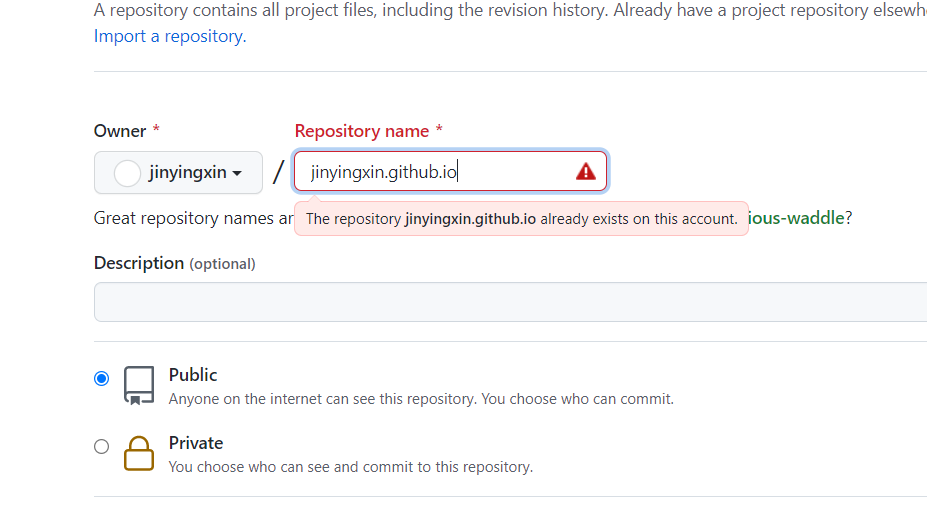 A repository contains all project files, including the revision history. Already have a project repository
Import a repository.
Owner *
Repository name *
jinyingxin
/
jinyingxin.github.io
Great repository names
The repository jinyingxin.github.io already exists on this account.
ious-waddle?
Description (optional)
Public
Anyone on the internet can see this repository. You choose who can commit.
Private
You choose who can see and commit to this repository.